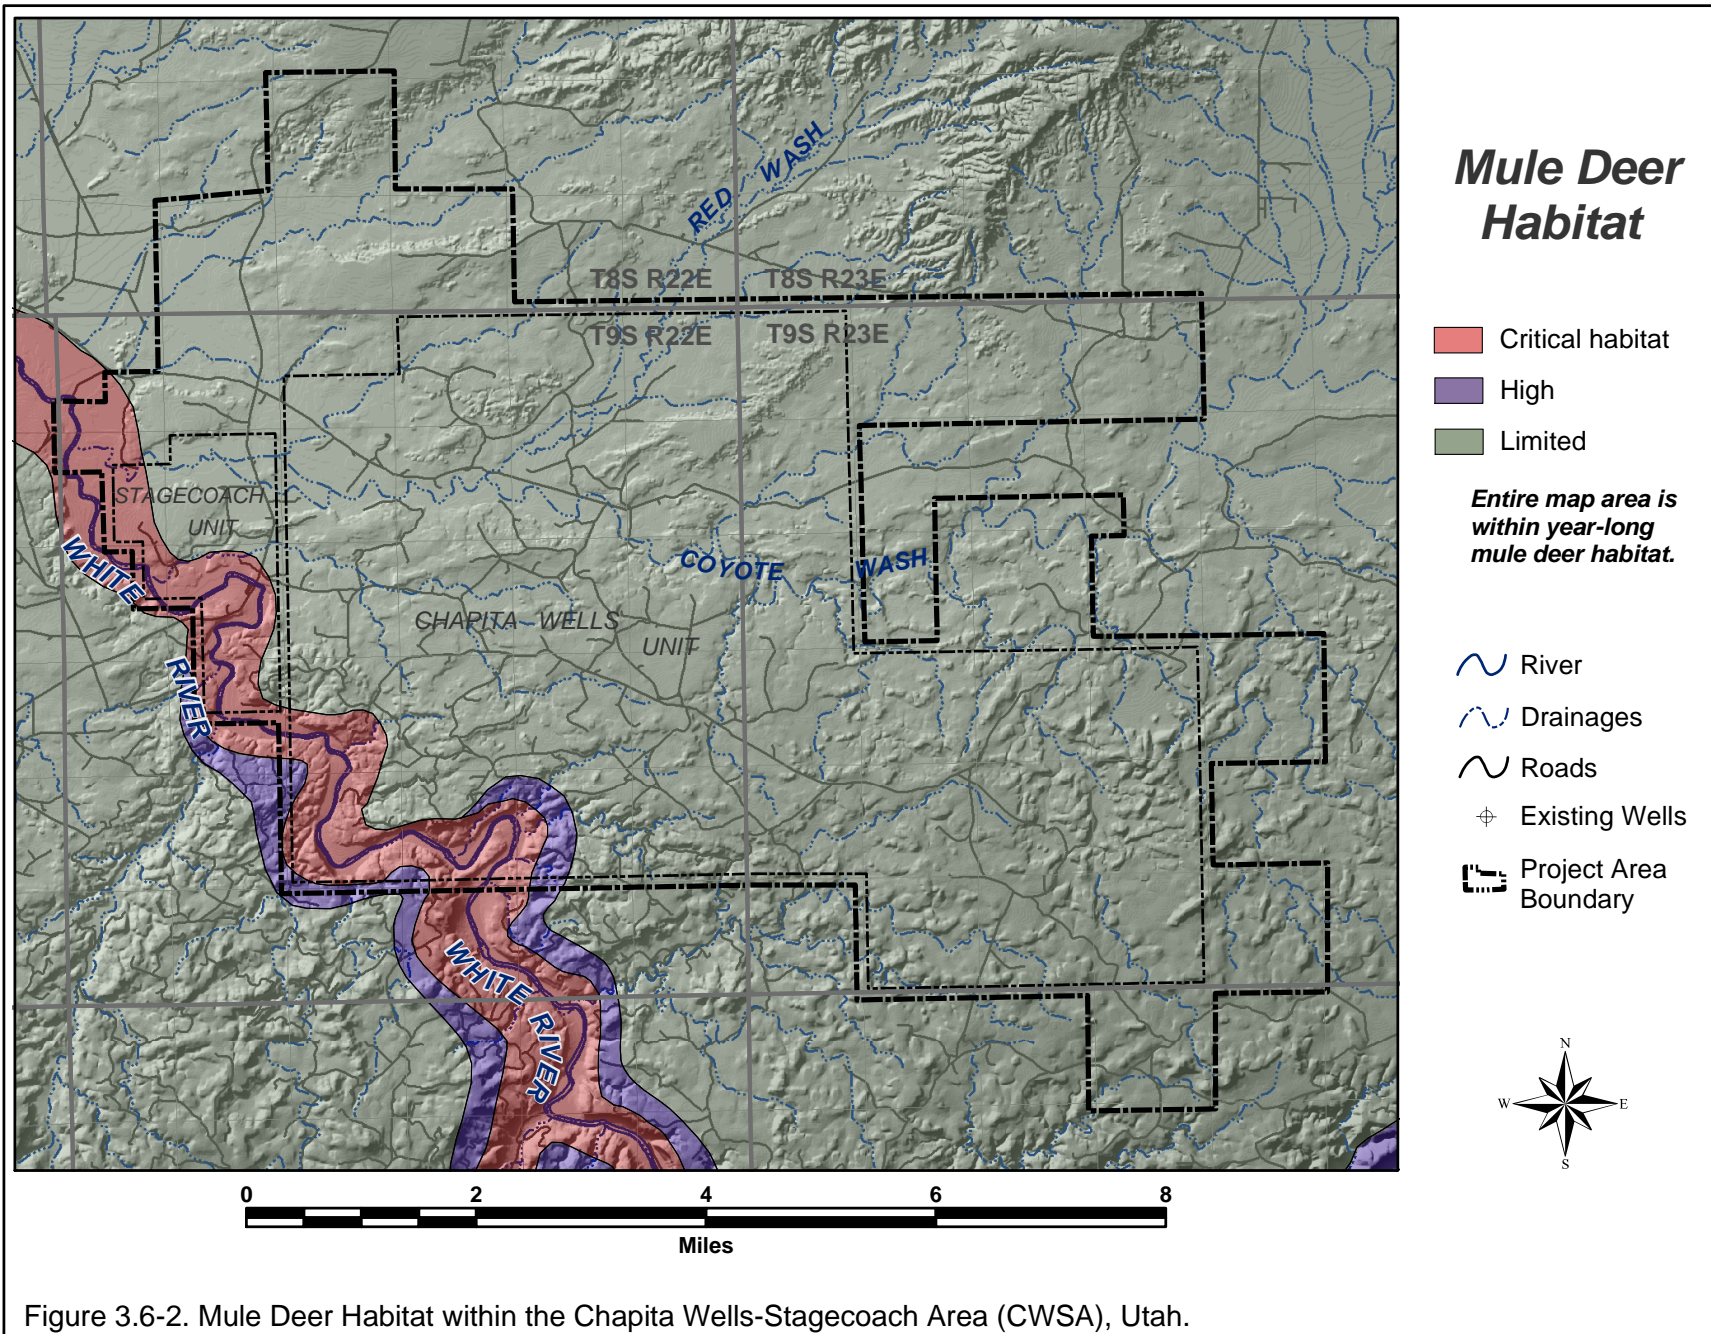 RED WASH
T8S R22E
T8S R23E
T9S R22E
T9S R23E
STAGECOACH
UNIT
WHITE
RIVER
COYOTE WASH
CHAPITA WELLS
UNIT
WHITE
RIVER
Mule Deer
Habitat
Critical habitat
High
Limited
Entire map area is
within year-long
mule deer habitat.
River
Drainages
Roads
Existing Wells
Project Area
Boundary
N
W E
S
0 2 4 6 8
Miles
Figure 3.6-2. Mule Deer Habitat within the Chapita Wells-Stagecoach Area (CWSA), Utah.